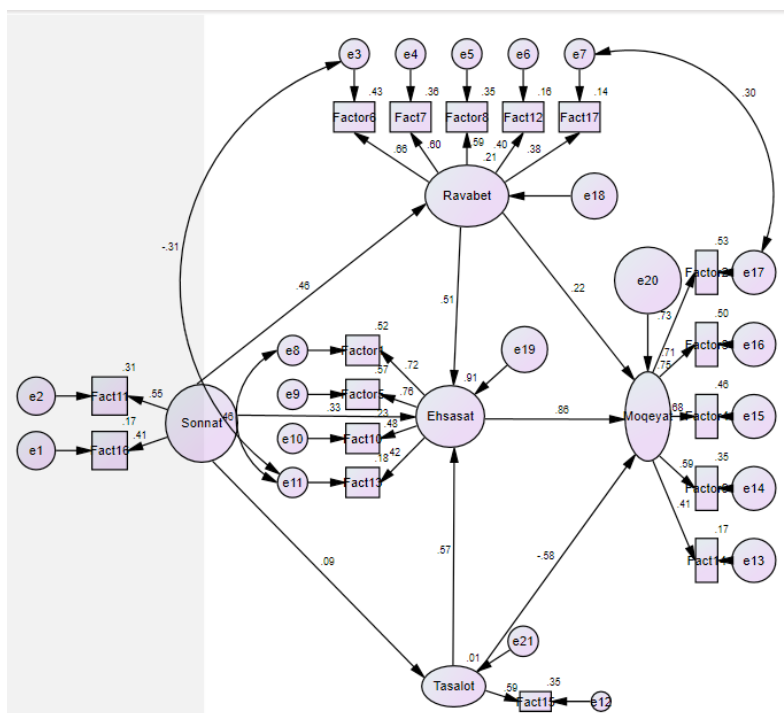 e3 e4 e5 e6 e7
.43 .36 .35 .16 .14
.30
Factor6 Fact7 Factor8 Fact12 Fact17
.66 .60 .59 .40 .38
.21
Ravabet e18
-.31
.46 .51 .22
.53
e20 e17
.73
.52
e8 Factor e19
.50
.71 e16
.75
.72 .91
.31
e2 Fact11 .55
.57
e9 Factor .76
.46 .33 .23
Sonnat Ehsasat .86 Moqeya .68 .46
e15
.17
e1 Fact16 .41
e10 Fact10 .48
.18 .42
e11 Fact13
.59 .35
e14
.41
.17
e13
.09 .57 -.58
e21
.01
Tasalot .59 .35
Fact15 e12